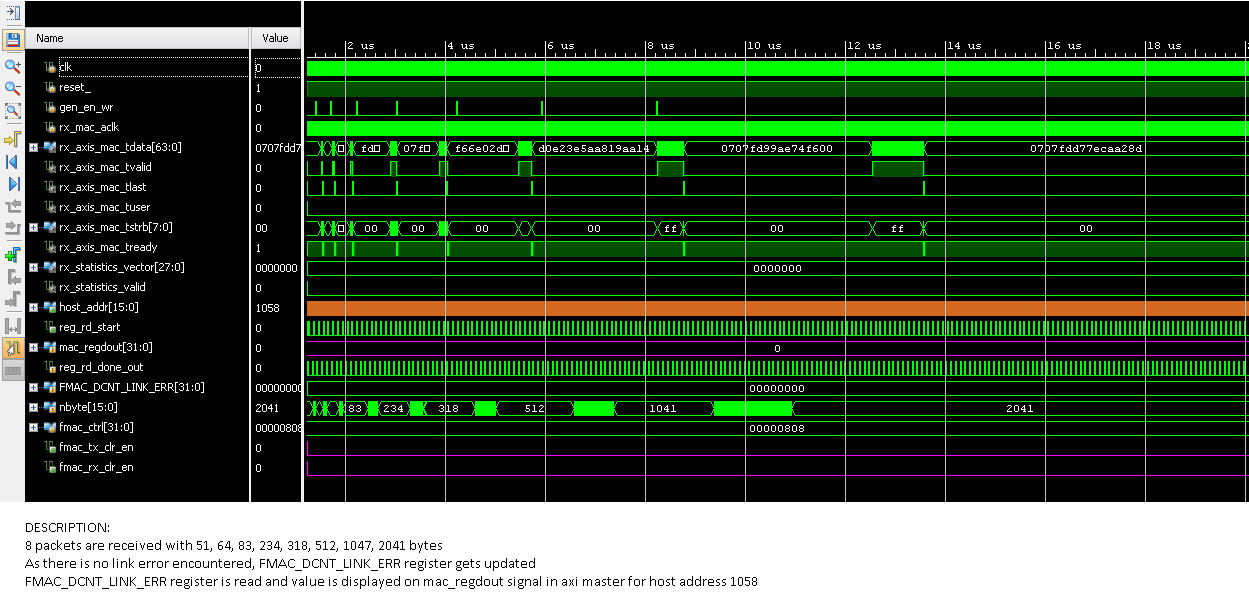 Name Value
2 us 4 us 6 us 8 us 10 us 12 us 14 us 16 us 18 us
clk 0
reset_ 1
gen_en_wr 0
rx_mac_aclk 0
rx_axis_mac_tdata[63:0] 0707fdd7 fd 07f f66e02d d0e23e5aa819aa14 0707fd99ae74f600 0707fdd77ecaa28d
rx_axis_mac_tvalid 0
rx_axis_mac_tlast 0
rx_axis_mac_tuser 0
rx_axis_mac_tstrb[7:0] 00 00 00 00 00 ff 00 ff 00
rx_axis_mac_tready 1
rx_statistics_vector[27:0] 0000000 0000000
rx_statistics_valid 0
host_addr[15:0] 1058
reg_rd_start 0
mac_regdout[31:0] 0 0
reg_rd_done_out 0
FMAC_DCNT_LINK_ERR[31:0] 00000000 00000000
nbyte[15:0] 2041 83 234 318 512 1041 2041
fmac_ctrl[31:0] 00000808 00000808
fmac_tx_clr_en 0
fmac_rx_clr_en 0
DESCRIPTION:
8 packets are received with 51, 64, 83, 234, 318, 512, 1047, 2041 bytes
As there is no link error encountered, FMAC_DCNT_LINK_ERR register gets updated
FMAC_DCNT_LINK_ERR register is read and value is displayed on mac_regdout signal in axi master for host address 1058